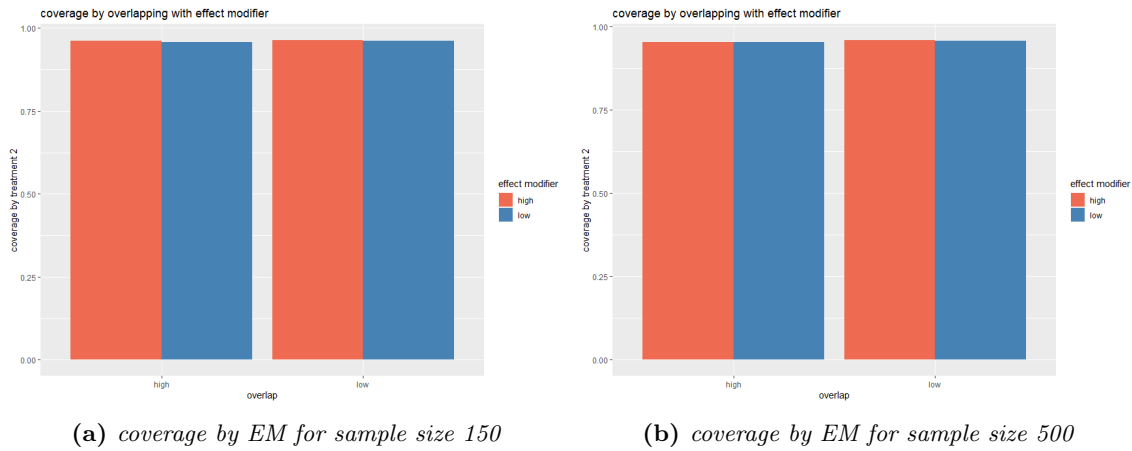 coverage by overlapping with effect modifier
1.00
0.75
0.50
0.25
0.00
coverage by treatment 2
high
low
overlap
effect modifier
high
low
(a) coverage by EM for sample size 150
coverage by overlapping with effect modifier
1.00
0.75
0.50
0.25
0.00
coverage by treatment 2
high
low
overlap
effect modifier
high
low
(b) coverage by EM for sample size 500